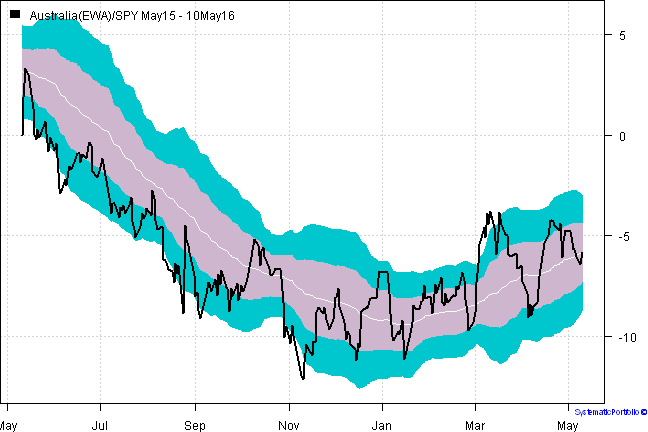 Australia(EWA)/SPY May15 - 10May16
5
0
-5
-10
May Jul Sep Nov Jan Mar May
SystematicPortfolio ©